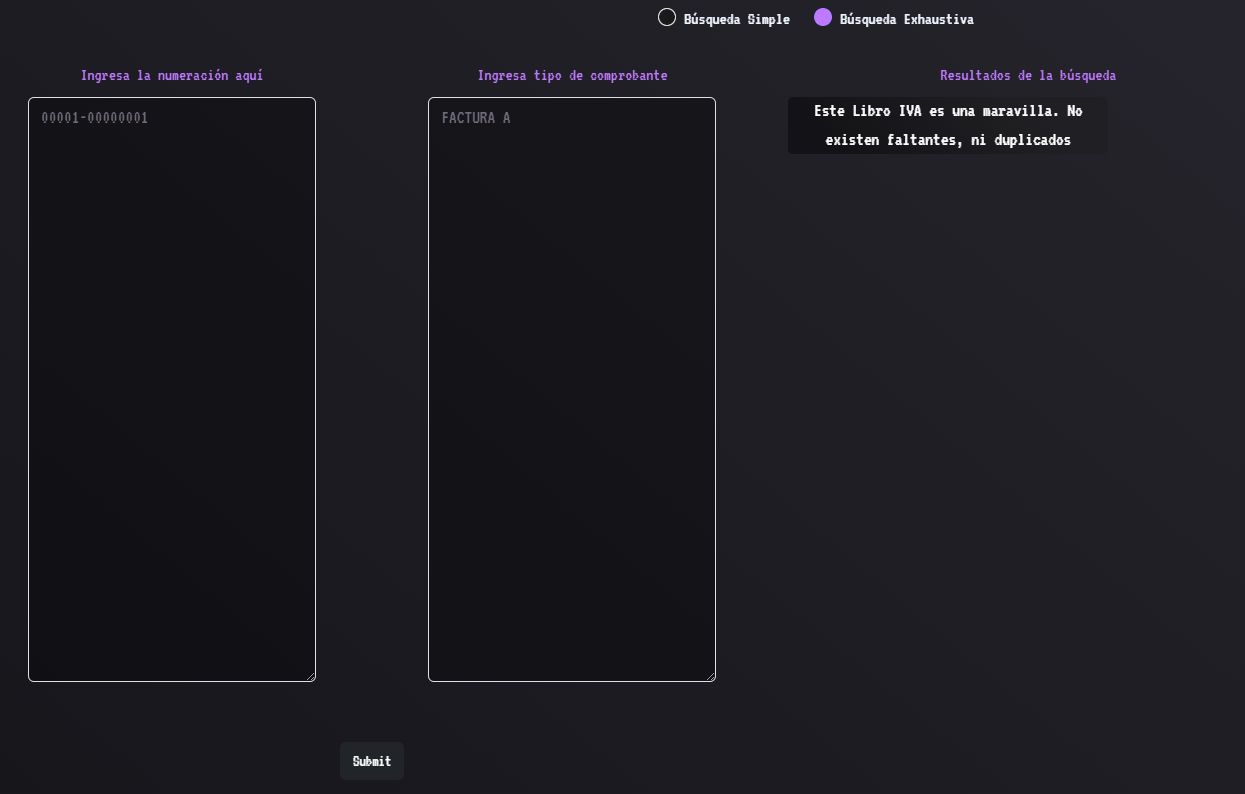 Búsqueda Simple
Búsqueda Exhaustiva
Ingresa la numeración aquí
Ingresa tipo de comprobante
Resultados de la búsqueda
00001-00000001
FACTURA A
Este Libro IVA es una maravilla. No
existen faltantes, ni duplicados
Submit